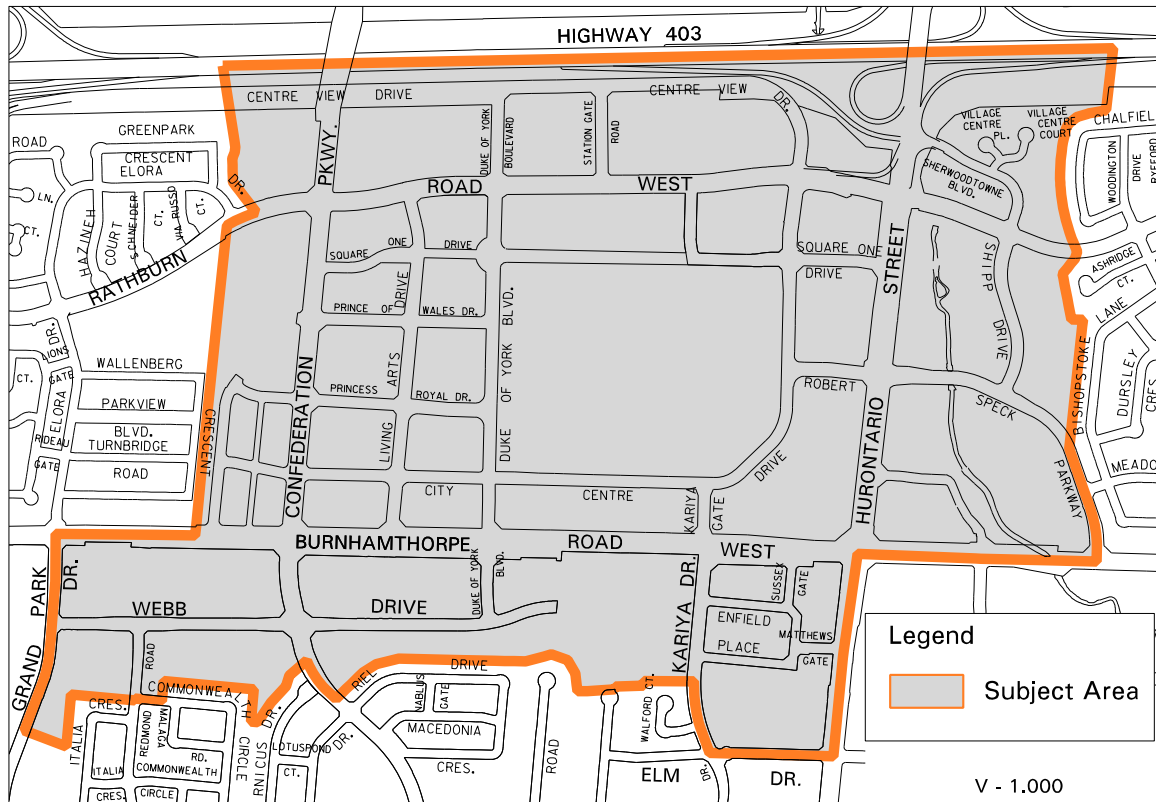 HIGHWAY 403
CENTRE VIEW DRIVE
CENTRE VIEW
DR.
VILLAGE
CENTRE
PL.
VILLAGE
CENTRE
COURT
CHALFIE
ROAD
GREENPARK
CRESCENT
ELORA
DR.
PKWY.
DUKE OF YORK
BOULEVARD
STATION GATE
ROAD
ROAD WEST
SHERWOODTOWNE
BLVD.
WOODINGTON
DRIVE
RYEFORD
LN.
CT.
HAZINEH
COURT
SCHNEIDER
CT.
VIA RUSSO
CT.
RATHBURN
SQUARE ONE DRIVE
SQUARE ONE
DRIVE
STREET
SHIPP
DRIVE
ASHRIDGE
CT.
LANE
PRINCE OF WALES DR.
DRIVE
ARTS
LIVING
DUKE OF YORK BLVD.
DR.
LIONS
GATE
CT.
WALLENBERG
PARKVIEW
BLVD.
TURNBRIDGE
ROAD
ELORA
RIDEAU
GATE
CRESCENT
CONFEDERATION
PRINCESS ROYAL DR.
ROBERT SPECK
PARKWAY
BISHOPSTOKE
DURSLEY
CRES.
MEADO
HURONTARIO
CITY CENTRE
DRIVE
KARIYA
GATE
BURNHAMTHORPE ROAD WEST
GRAND PARK
DR.
WEBB DRIVE
DUKE OF YORK
BLVD.
KARIYA DR.
SUSSEX
GATE
ENFIELD
PLACE
MATTHEWS
GATE
Legend
Subject Area
ROAD
COMMONWEALTH
CRES.
ITALIA
REDMOND
MALAGA
RD.
COMMONWEALTH
CIRCLE
ITALIA
CRES.
CIRCLE
DR.
LOTUSPOND
DR.
CT.
RIEL DRIVE
NABLUS
GATE
MACEDONIA
CRES.
ROAD
WALFORD CT.
ELM DR.
DR.
V - 1.000